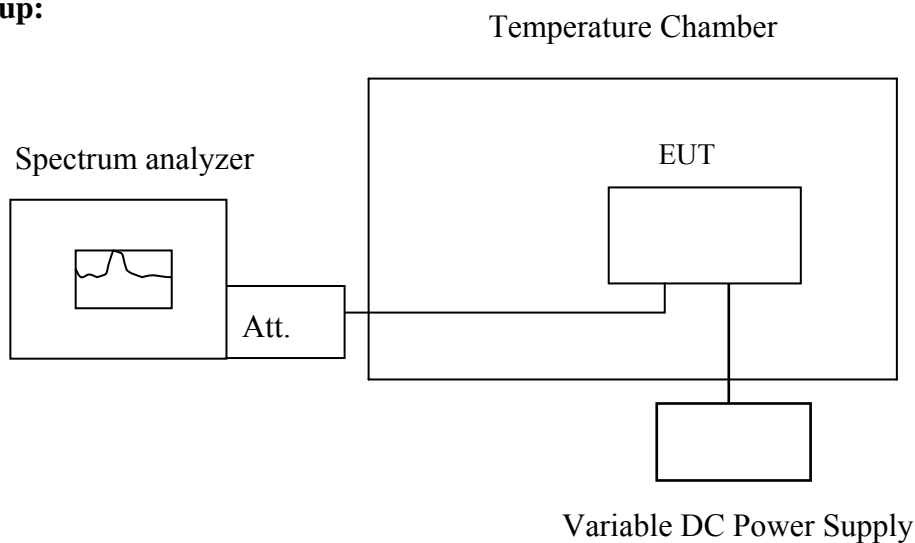 up:
Temperature Chamber
Spectrum analyzer
EUT
Att.
Variable DC Power Supply